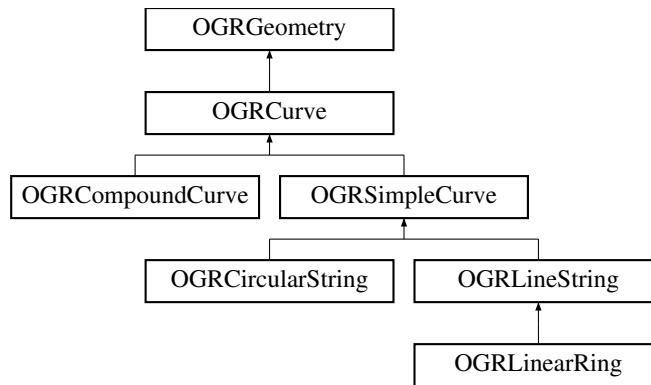 OGRGeometry
OGRCurve
OGRCompoundCurve
OGRSimpleCurve
OGRCircularString
OGRLineString
OGRLinearRing